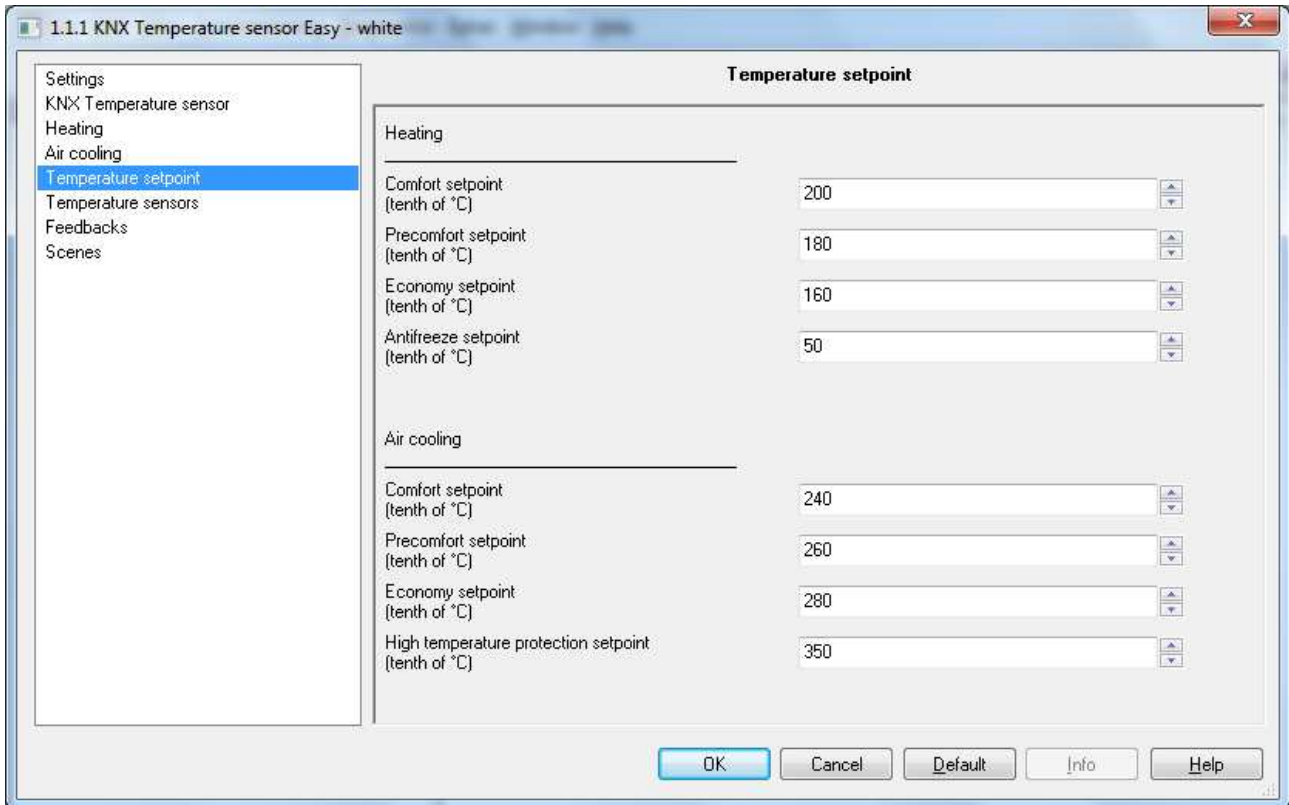 1.1.1 KNX Temperature sensor Easy - white
Settings
KNX Temperature sensor
Heating
Air cooling
Temperature setpoint
Temperature sensors
Feedbacks
Scenes
Temperature setpoint
Heating
Comfort setpoint
(tenth of °C)
200
Precomfort setpoint
(tenth of °C)
180
Economy setpoint
(tenth of °C)
160
Antifreeze setpoint
(tenth of °C)
50
Air cooling
Comfort setpoint
(tenth of °C)
240
Precomfort setpoint
(tenth of °C)
260
Economy setpoint
(tenth of °C)
280
High temperature protection setpoint
(tenth of °C)
350
OK Cancel Default Info Help